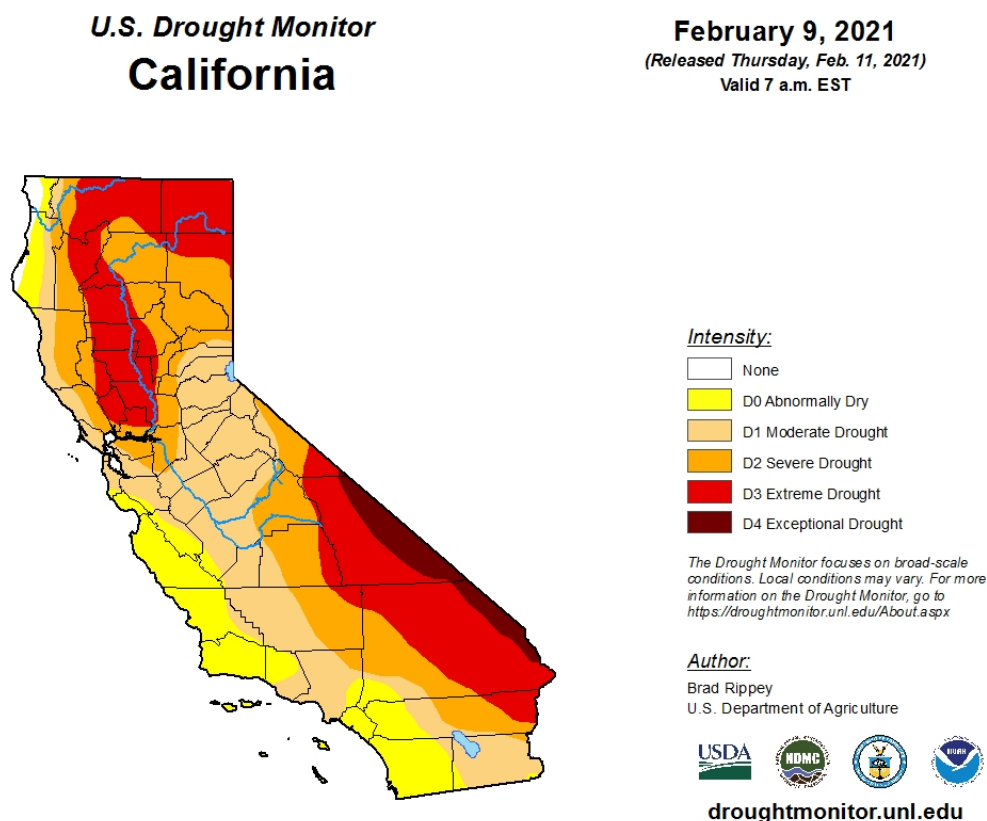 U.S. Drought Monitor
California
February 9, 2021
(Released Thursday, Feb. 11, 2021)
Valid 7 a.m. EST
Intensity:
None
D0 Abnormally Dry
D1 Moderate Drought
D2 Severe Drought
D3 Extreme Drought
D4 Exceptional Drought
The Drought Monitor focuses on broad-scale
conditions. Local conditions may vary. For more
information on the Drought Monitor, go to
https://droughtmonitor.unl.edu/About.aspx
Author:
Brad Rippey
U.S. Department of Agriculture
USDA
NDMC
droughtmonitor.unl.edu